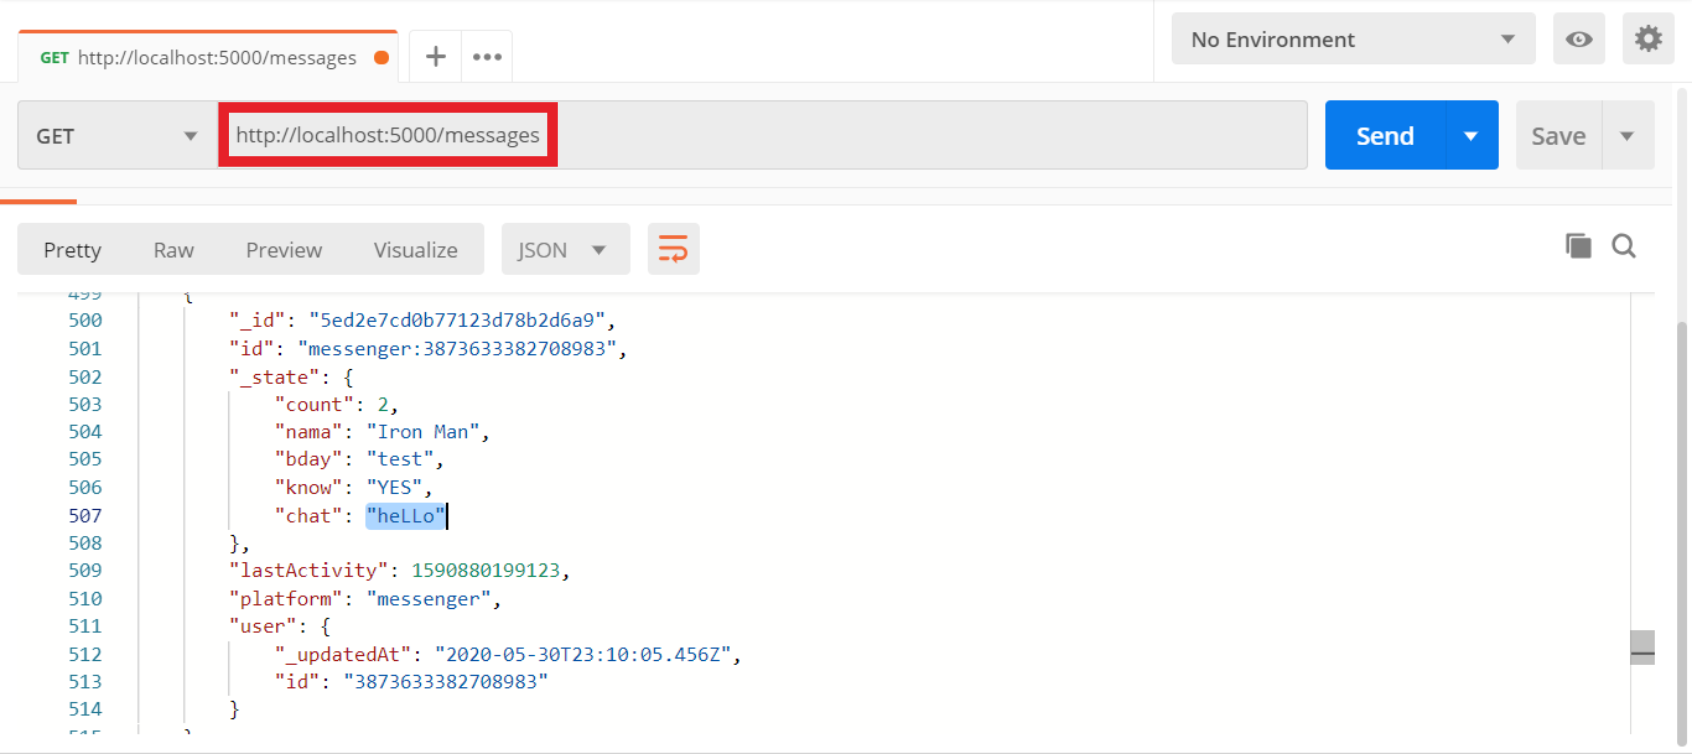 GET http://localhost:5000/messages
No Environment
GET http://localhost:5000/messages Send Save
Pretty Raw Preview Visualize JSON
499 {
500 "_id": "5ed2e7cd0b77123d78b2d6a9",
501 "id": "messenger:3873633382708983",
502 "_state": {
503 "count": 2,
504 "nama": "Iron Man",
505 "bday": "test",
506 "know": "YES",
507 "chat": "heLLo"
508 },
509 "lastActivity": 1590880199123,
510 "platform": "messenger",
511 "user": {
512 "_updatedAt": "2020-05-30T23:10:05.456Z",
513 "id": "3873633382708983"
514 }
515